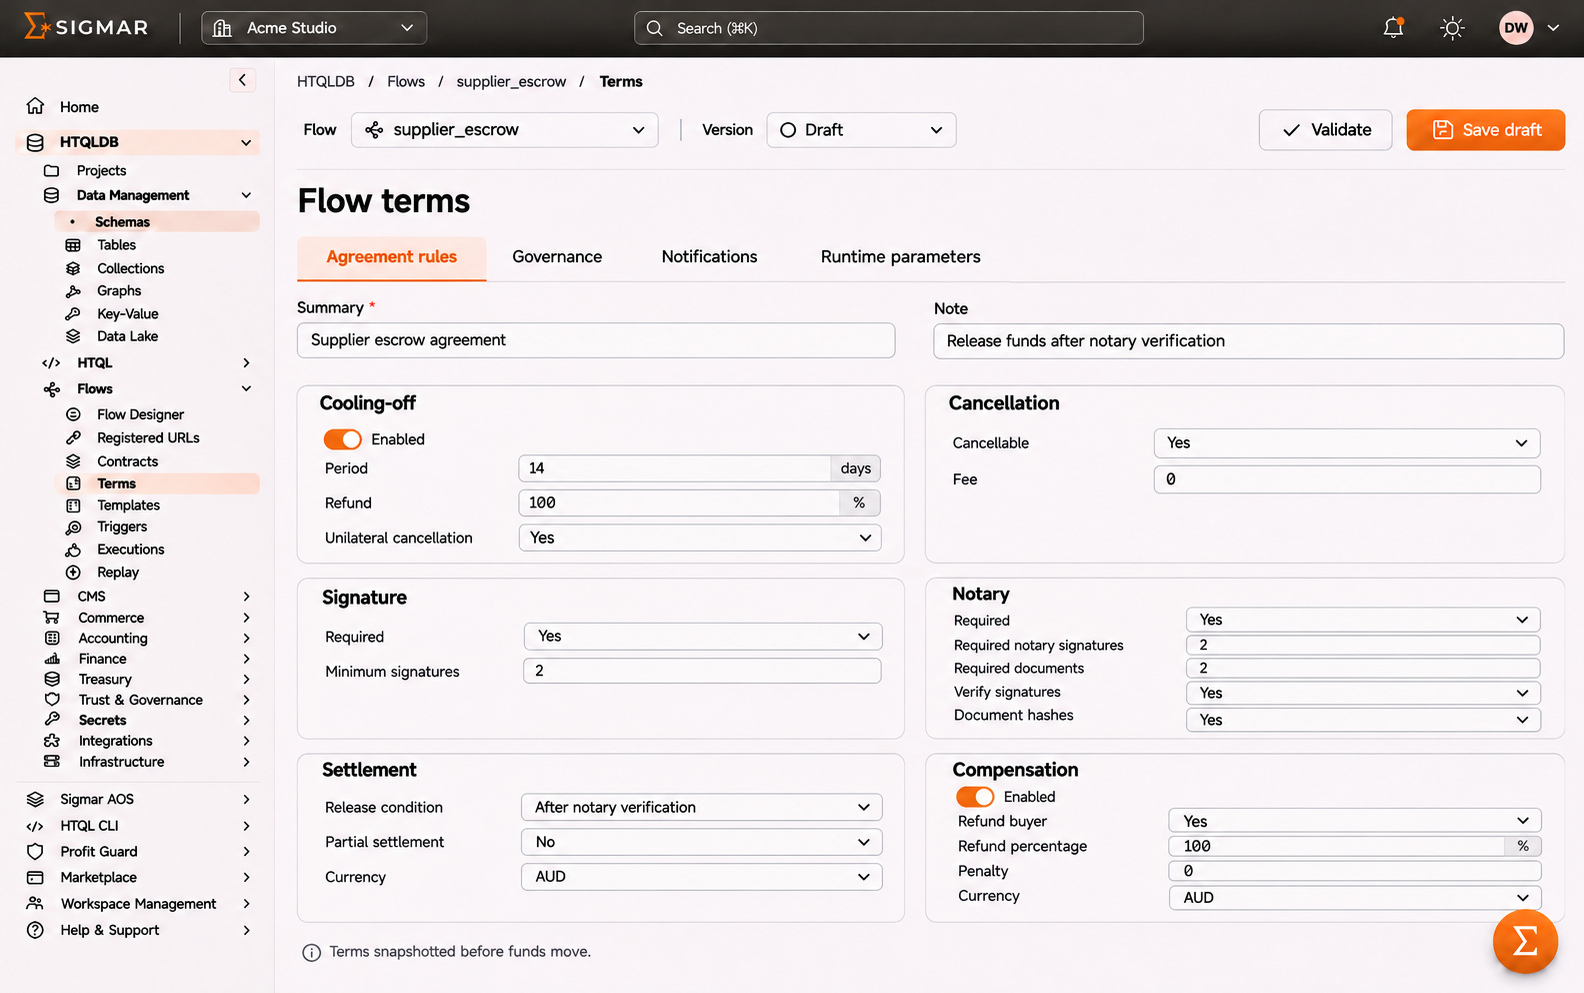 SIGMAR
Acme Studio
Search (⌘K)
DW
Home
HTQLDB
Projects
Data Management
Schemas
Tables
Collections
Graphs
Key-Value
Data Lake
HTQL
Flows
Flow Designer
Registered URLs
Contracts
Terms
Templates
Triggers
Executions
Replay
CMS
Commerce
Accounting
Finance
Treasury
Trust & Governance
Secrets
Integrations
Infrastructure
Sigmar AOS
HTQL CLI
Profit Guard
Marketplace
Workspace Management
Help & Support
HTQLDB / Flows / supplier_escrow / Terms
Flow supplier_escrow Version Draft
Validate
Save draft
Flow terms
Agreement rules Governance Notifications Runtime parameters
Summary *
Supplier escrow agreement
Note
Release funds after notary verification
Cooling-off
Enabled
Period 14 days
Refund 100 %
Unilateral cancellation Yes
Cancellation
Cancellable Yes
Fee 0
Signature
Required Yes
Minimum signatures 2
Notary
Required Yes
Required notary signatures 2
Required documents 2
Verify signatures Yes
Document hashes Yes
Settlement
Release condition After notary verification
Partial settlement No
Currency AUD
Compensation
Enabled
Refund buyer Yes
Refund percentage 100 %
Penalty 0
Currency AUD
Terms snapshotted before funds move.
Σ